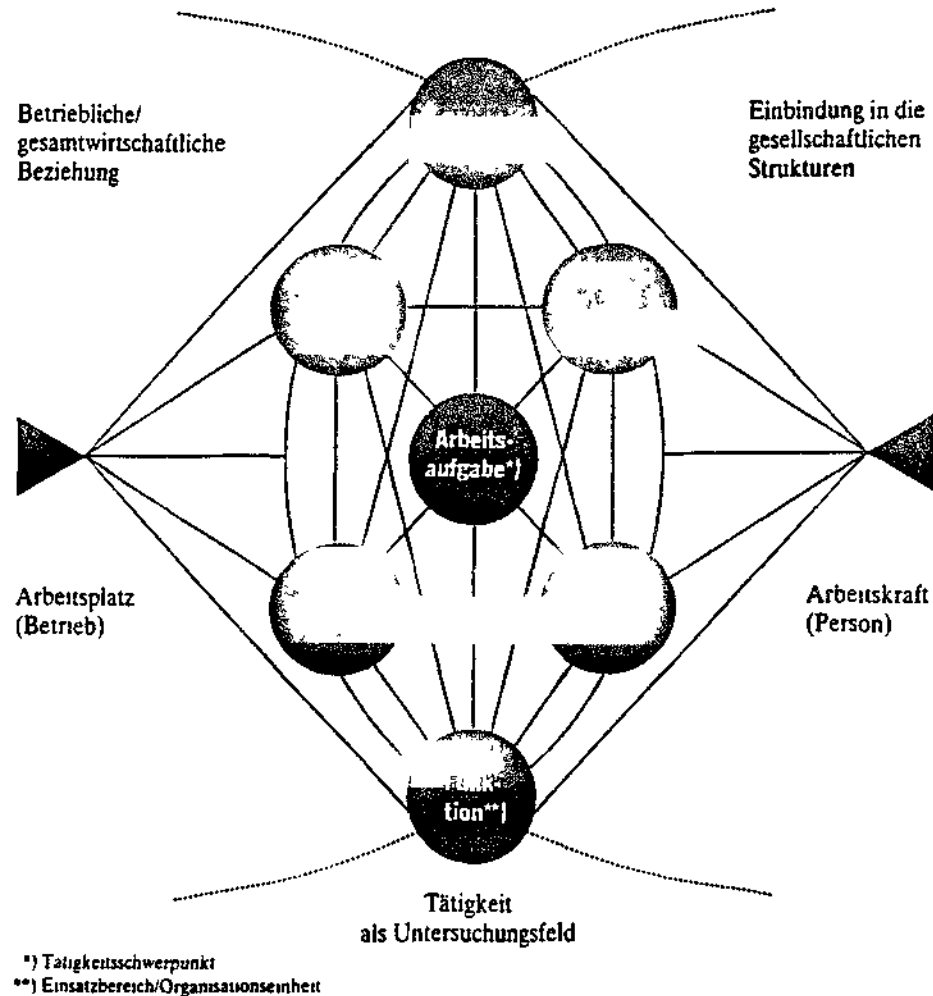 Betriebliche/
gesamtwirtschaftliche
Beziehung
Einbindung in die
gesellschaftlichen
Strukturen
Arbeits-
aufgabe*)
Arbeitsplatz
(Betrieb)
Arbeitskraft
(Person)
Funk-
tion**)
Tätigkeit
als Untersuchungsfeld
*) Tätigkeitsschwerpunkt
**) Einsatzbereich/Organisationseinheit